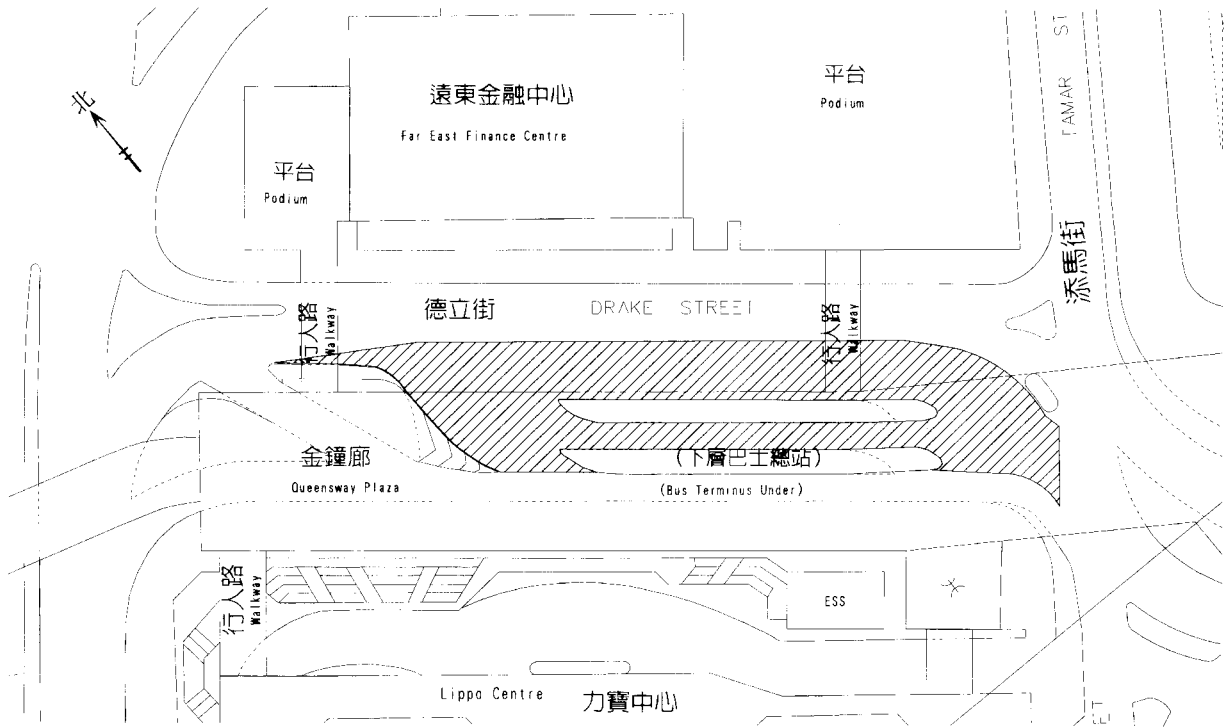 北
遠東金融中心
Far East Finance Centre
平台
Podium
平台
Podium
TAMAR ST
添馬街
德立街
DRAKE STREET
行人路
Walkway
行人路
Walkway
金鐘廊
Queensway Plaza
(下層巴士總站)
(Bus Terminus Under)
行人路
Walkway
ESS
Lippo Centre
力寶中心